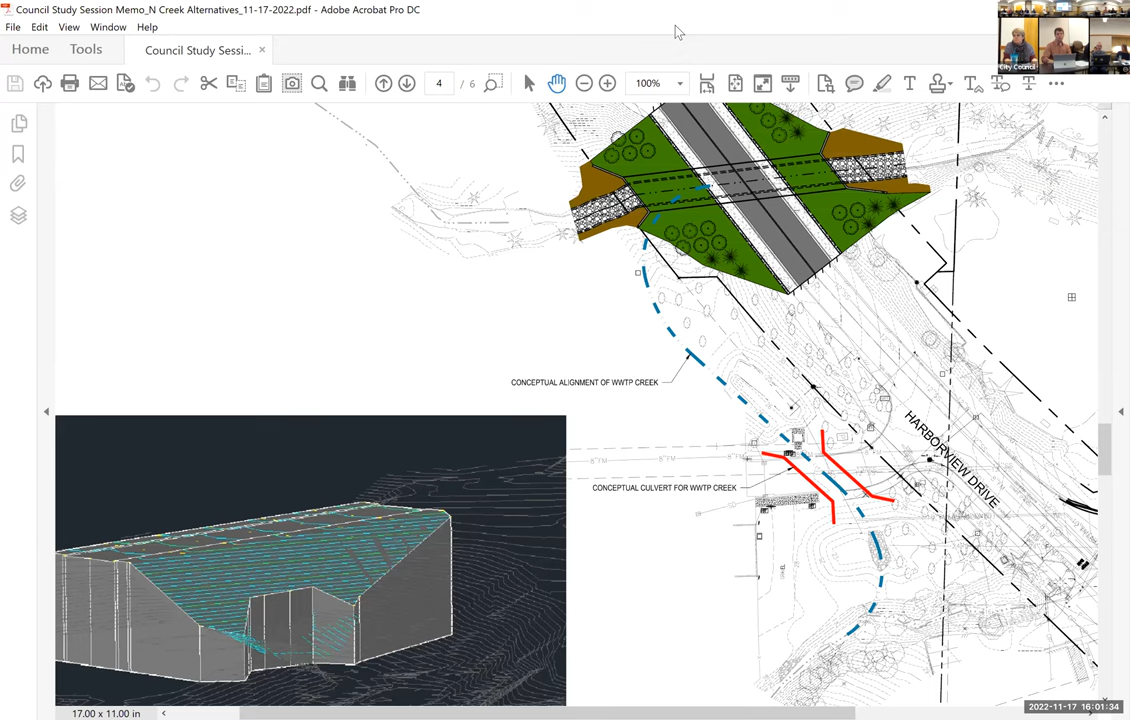 Council Study Session Memo_N Creek Alternatives_11-17-2022.pdf - Adobe Acrobat Pro DC
File Edit View Window Help
Home Tools Council Study Sessi... ×
4 / 6 100%
City Council
CONCEPTUAL ALIGNMENT OF WWTP CREEK
HARBORVIEW DRIVE
CONCEPTUAL CULVERT FOR WWTP CREEK
17.00 x 11.00 in
2022-11-17 16:01:34